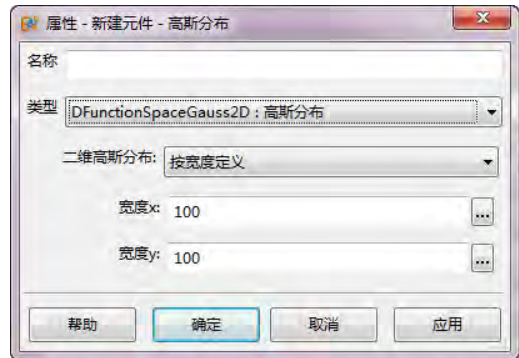 属性 - 新建元件 - 高斯分布
名称
类型 DFunctionSpaceGauss2D : 高斯分布
二维高斯分布: 按宽度定义
宽度x: 100 ...
宽度y: 100 ...
帮助 确定 取消 应用